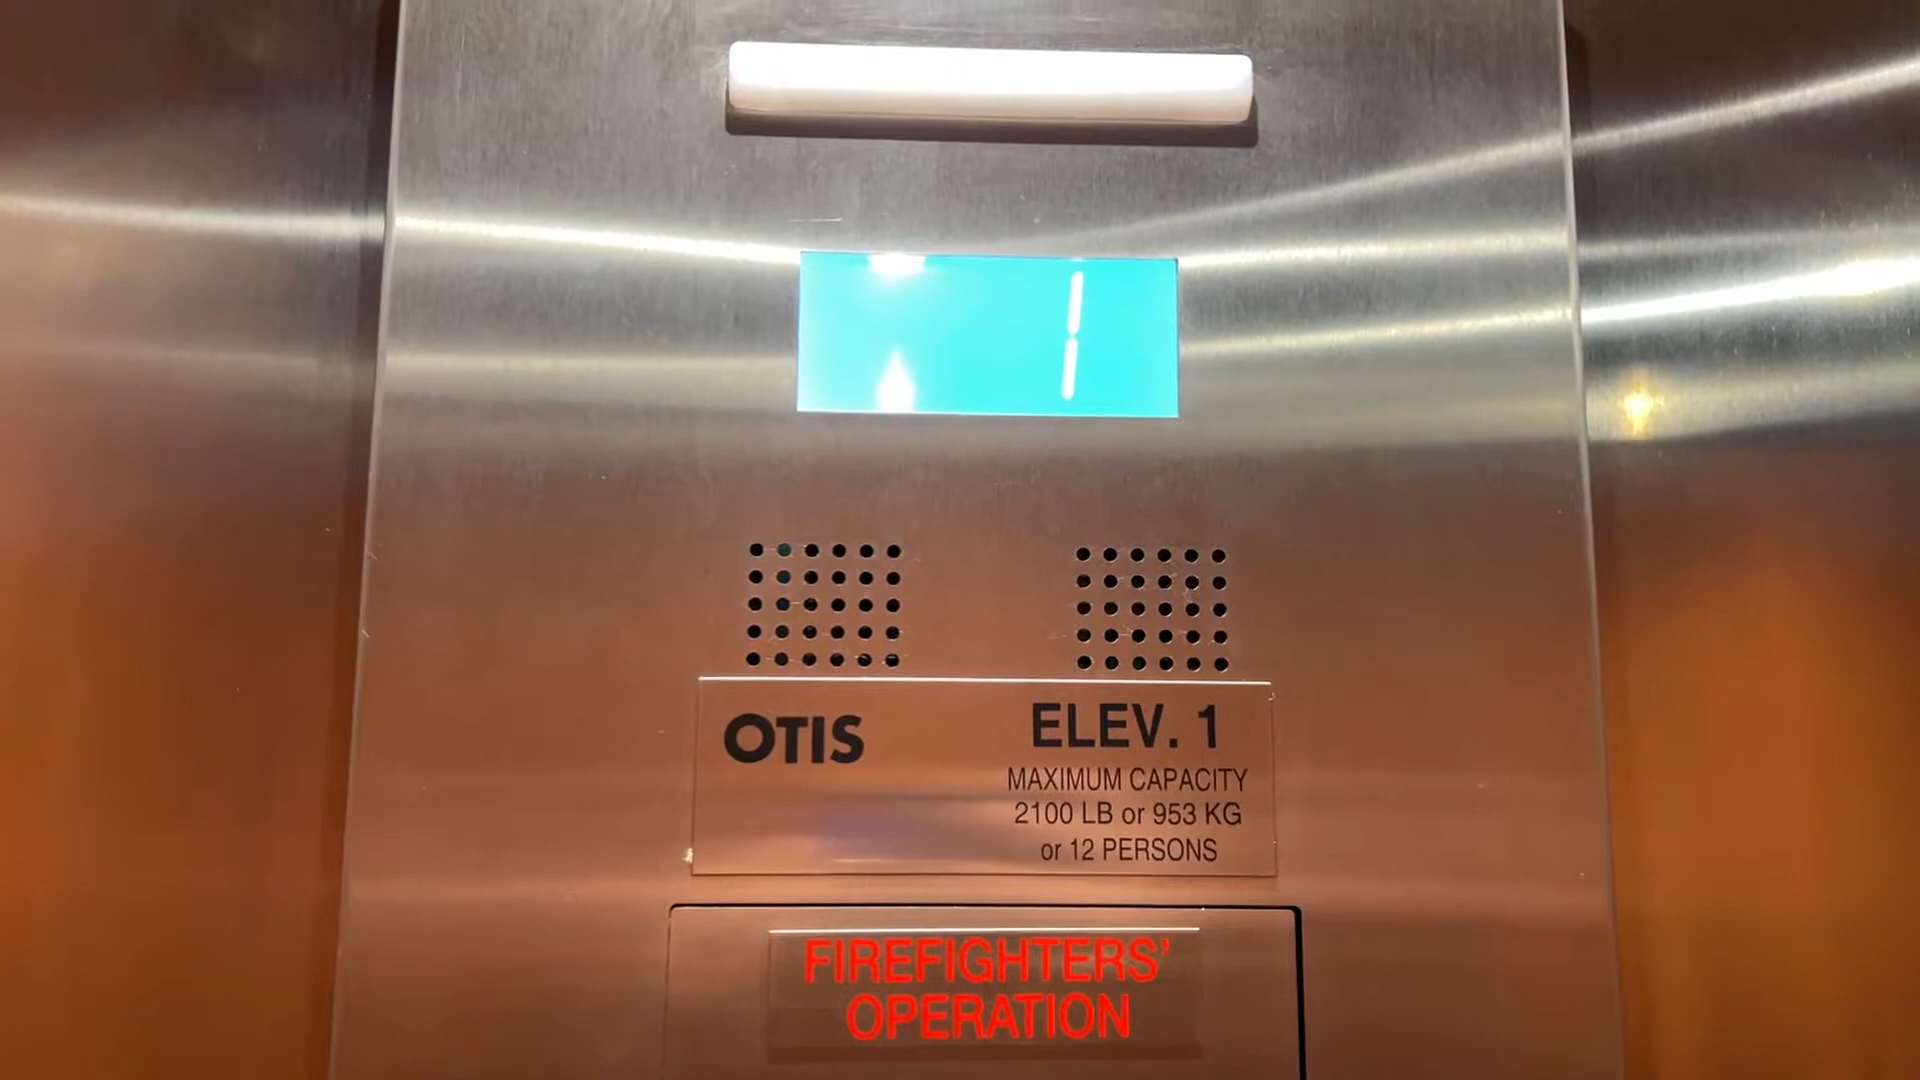 1
OTIS
ELEV. 1
MAXIMUM CAPACITY
2100 LB or 953 KG
or 12 PERSONS
FIREFIGHTERS'
OPERATION